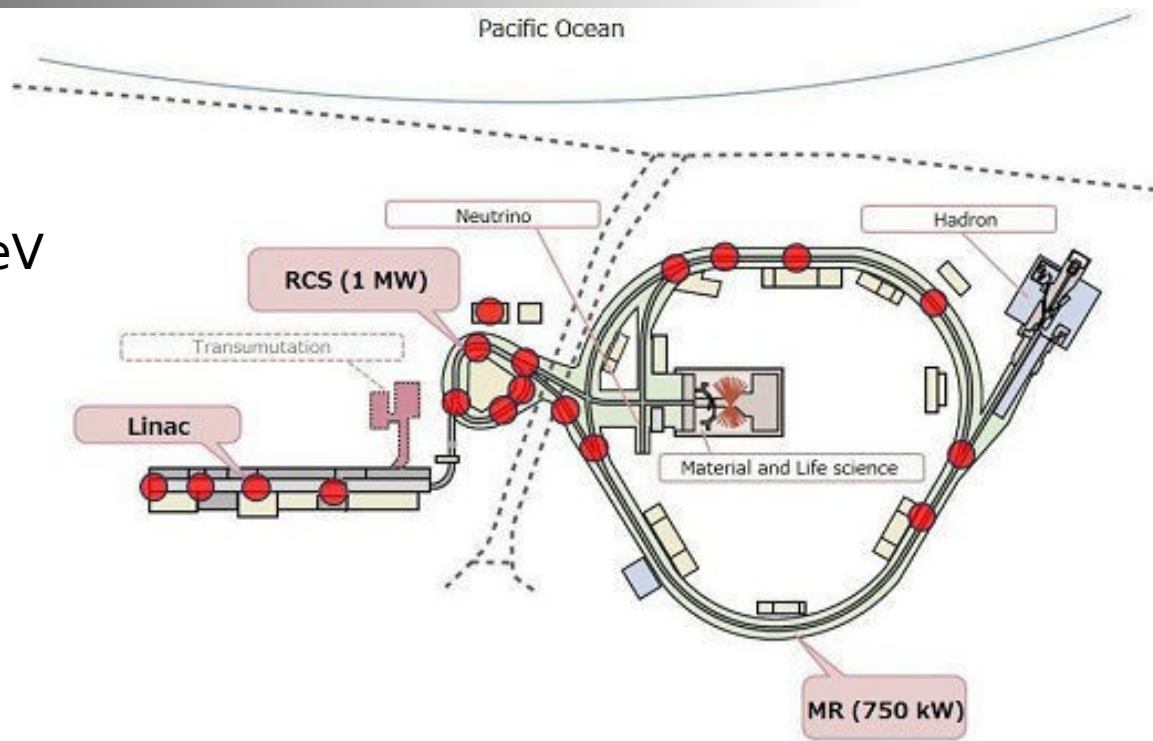 Pacific Ocean
Neutrino
Hadron
eV
RCS (1 MW)
Transumutation
Linac
Material and Life science
MR (750 kW)